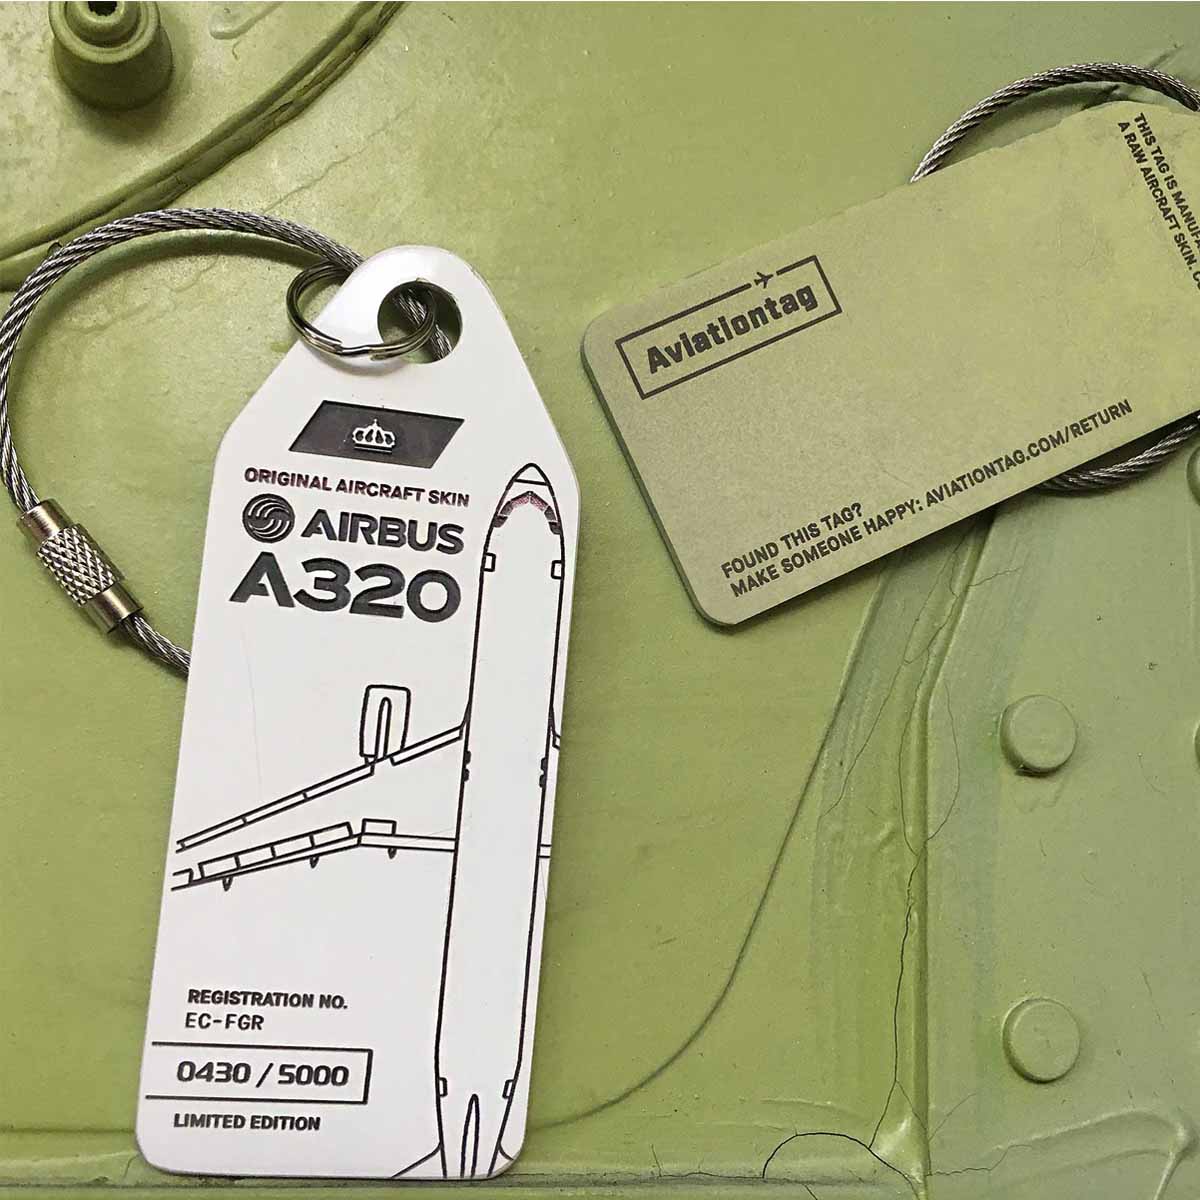 ORIGINAL AIRCRAFT SKIN
AIRBUS
A320
REGISTRATION NO.
EC-FGR
0430 / 5000
LIMITED EDITION
Aviationtag
FOUND THIS TAG?
MAKE SOMEONE HAPPY: AVIATIONTAG.COM/RETURN
THIS TAG IS
A RAW AIRCRAFT SKIN.